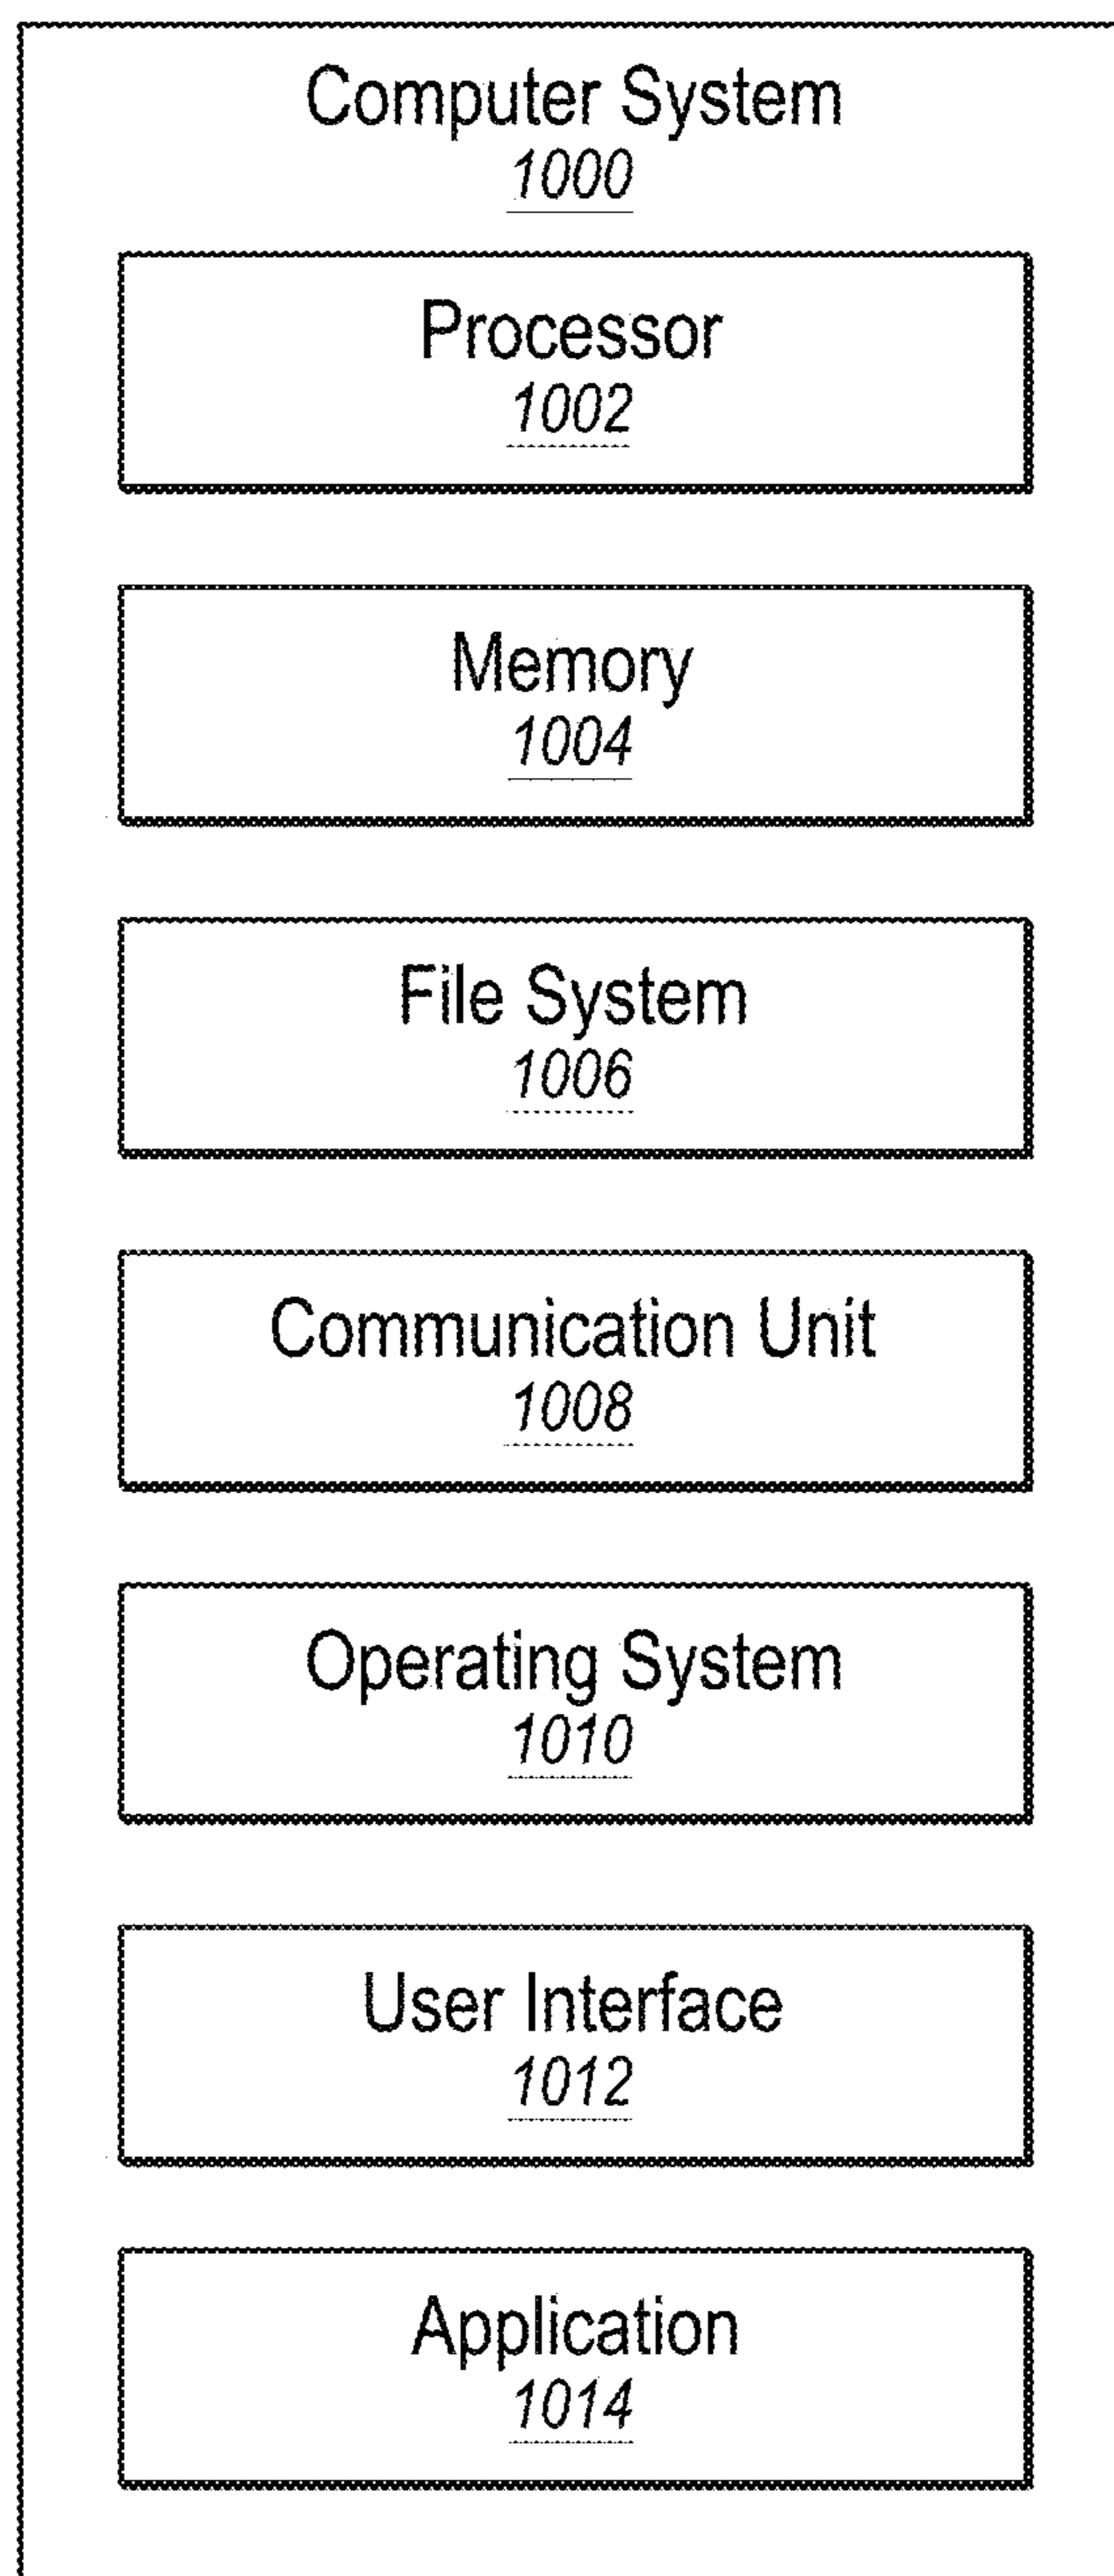 Computer System
1000
Processor
1002
Memory
1004
File System
1006
Communication Unit
1008
Operating System
1010
User Interface
1012
Application
1014